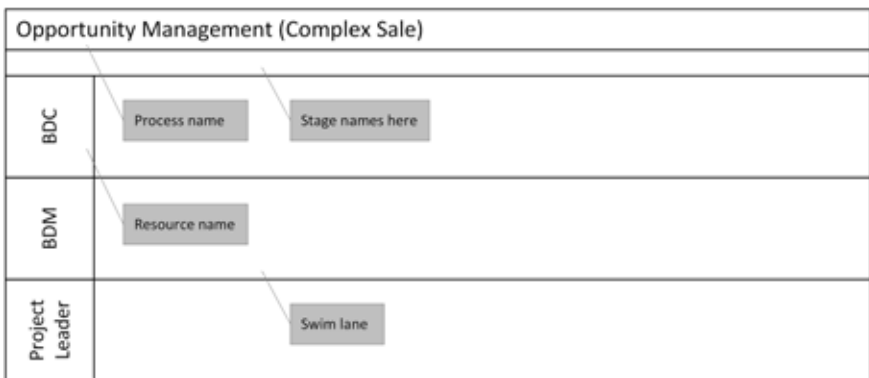 Opportunity Management (Complex Sale)
BDC
Process name
Stage names here
BDM
Resource name
Project
Leader
Swim lane